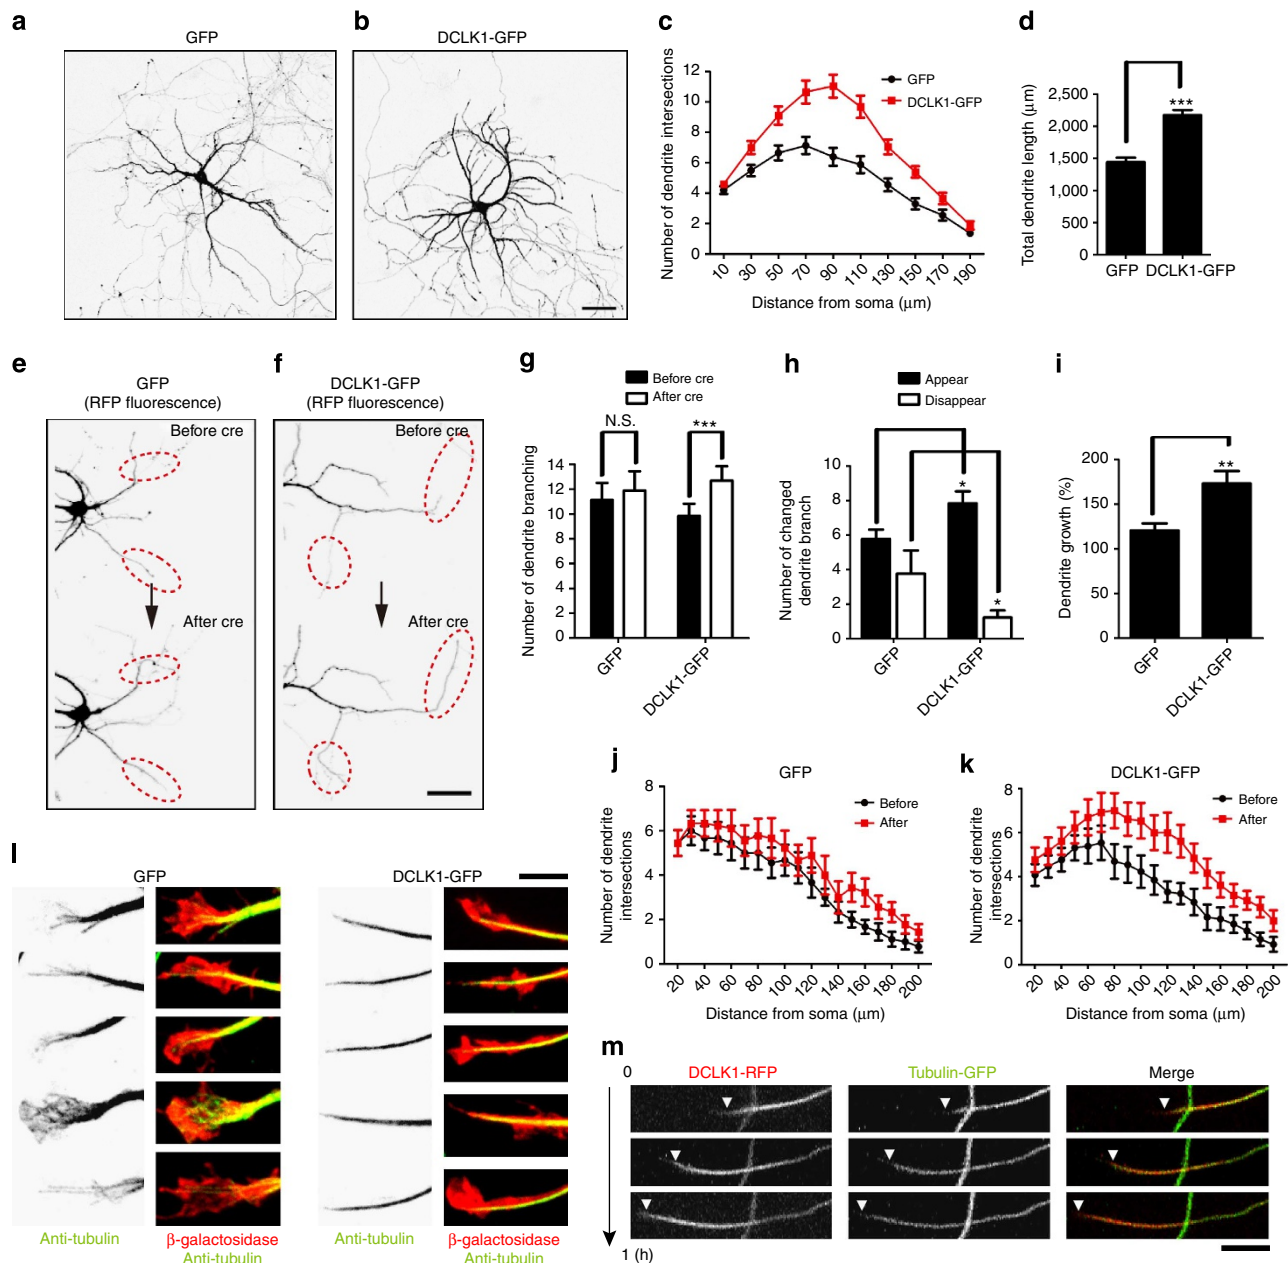 a
GFP
b
DCLK1-GFP
c
Number of dendrite intersections
12
10
8
6
4
2
0
GFP
DCLK1-GFP
10 30 50 70 90 110 130 150 170 190
Distance from soma (μm)
d
Total dendrite length (μm)
2,500
2,000
1,500
1,000
500
0
***
GFP DCLK1-GFP
e
GFP
(RFP fluorescence)
Before cre
After cre
f
DCLK1-GFP
(RFP fluorescence)
Before cre
After cre
g
Before cre
After cre
N.S.
***
Number of dendrite branching
14
12
10
8
6
4
2
0
GFP
DCLK1-GFP
h
Appear
Disappear
Number of changed
dendrite branch
10
8
6
4
2
0
*
*
GFP
DCLK1-GFP
i
Dendrite growth (%)
200
150
100
50
0
**
GFP
DCLK1-GFP
j
GFP
Number of dendrite
intersections
8
6
4
2
0
Before
After
20 40 60 80 100 120 140 160 180 200
Distance from soma (μm)
k
DCLK1-GFP
Number of dendrite
intersections
8
6
4
2
0
Before
After
20 40 60 80 100 120 140 160 180 200
Distance from soma (μm)
l
GFP
DCLK1-GFP
Anti-tubulin
β-galactosidase
Anti-tubulin
Anti-tubulin
β-galactosidase
Anti-tubulin
m
0
DCLK1-RFP
Tubulin-GFP
Merge
1 (h)